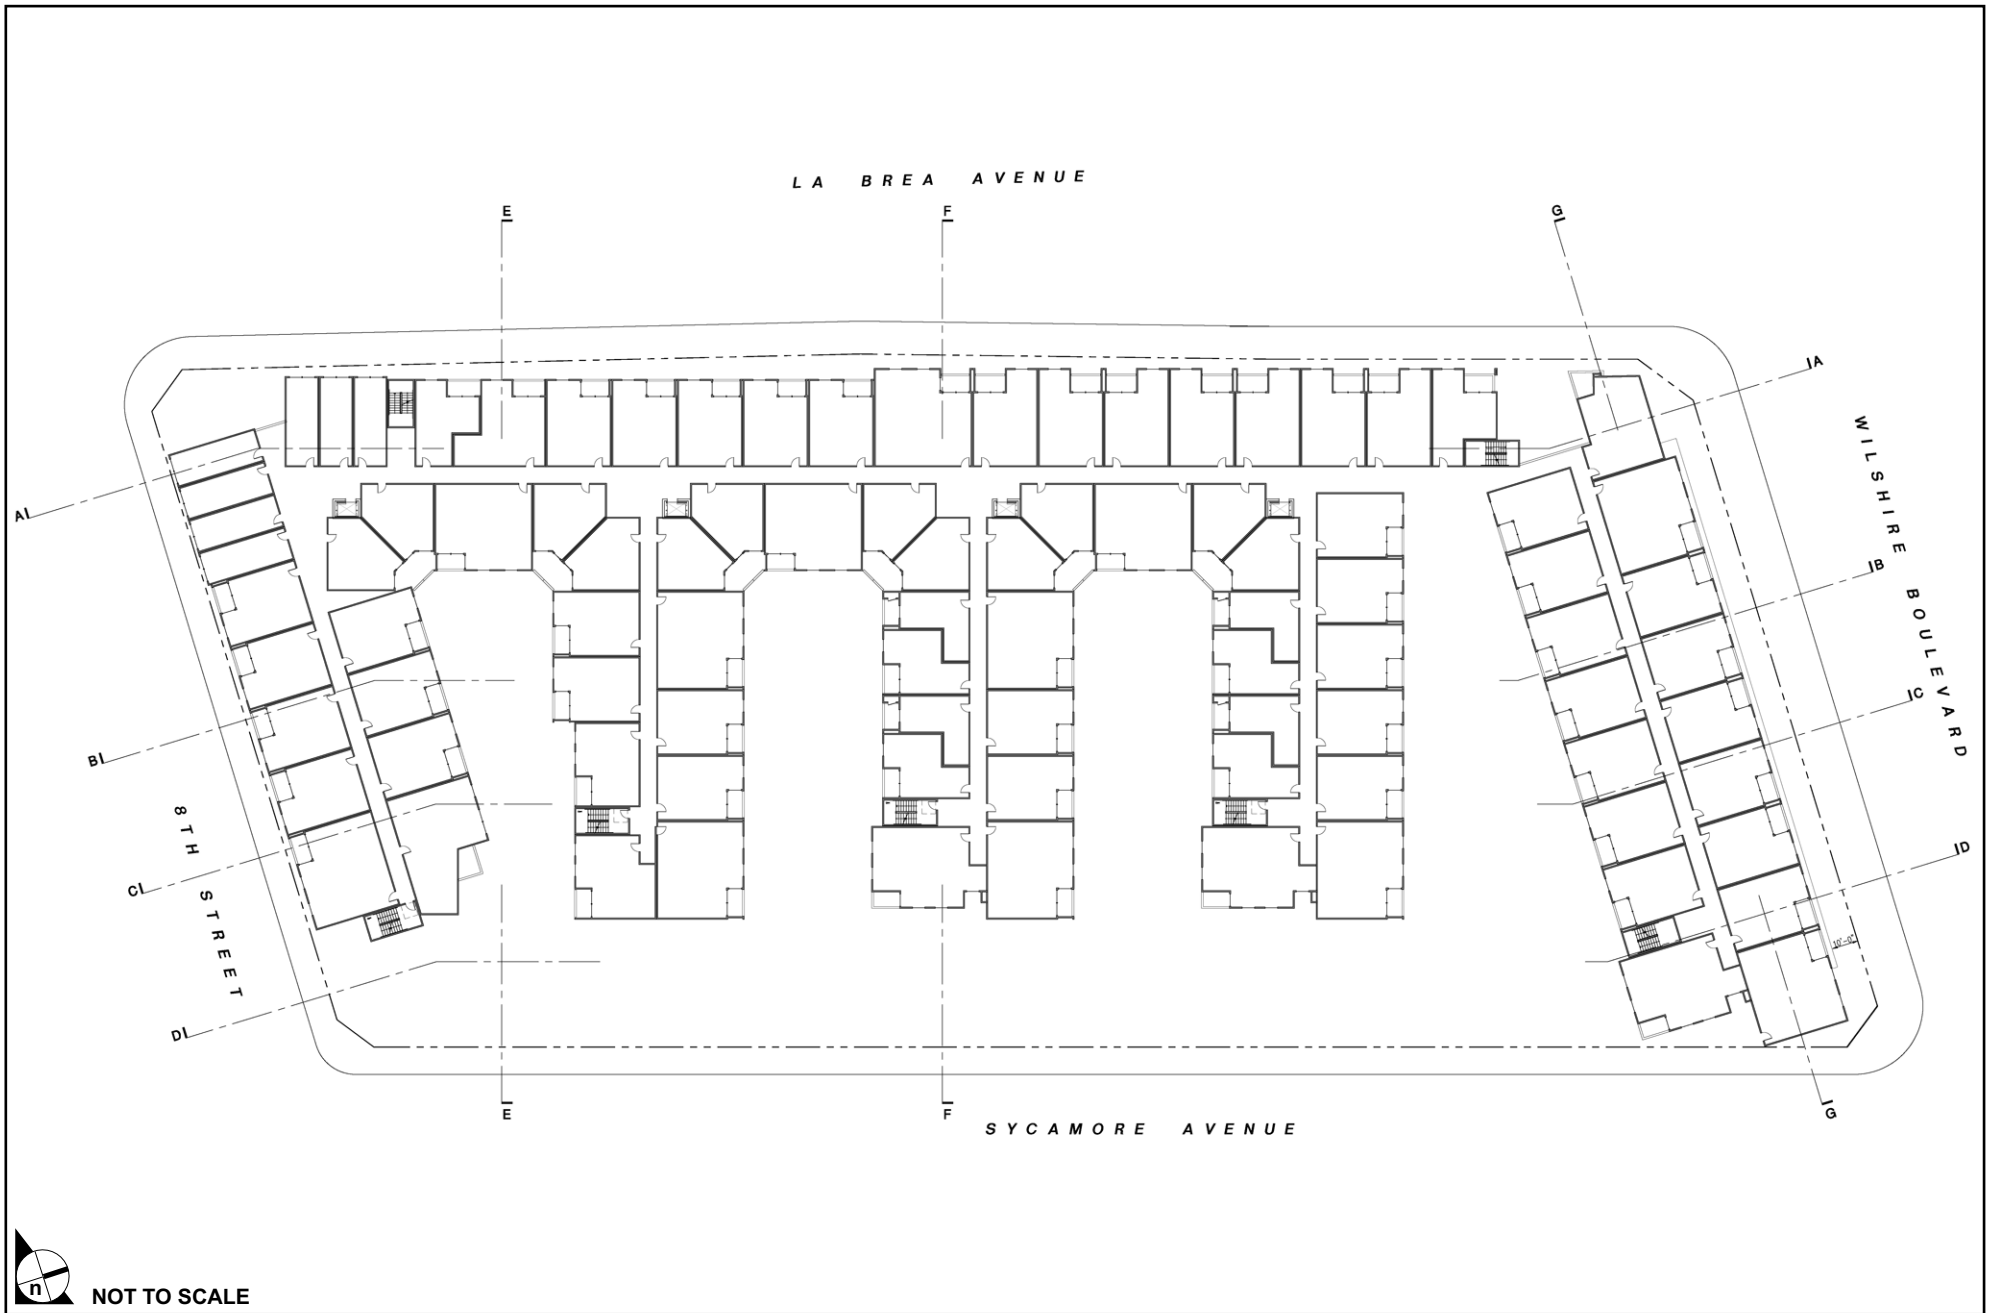 LA BREA AVENUE
E
F
G
A
WILSHIRE BOULEVARD
A
B
C
B
8TH STREET
C
D
10'-0"
D
E
F
G
SYCAMORE AVENUE
n
NOT TO SCALE